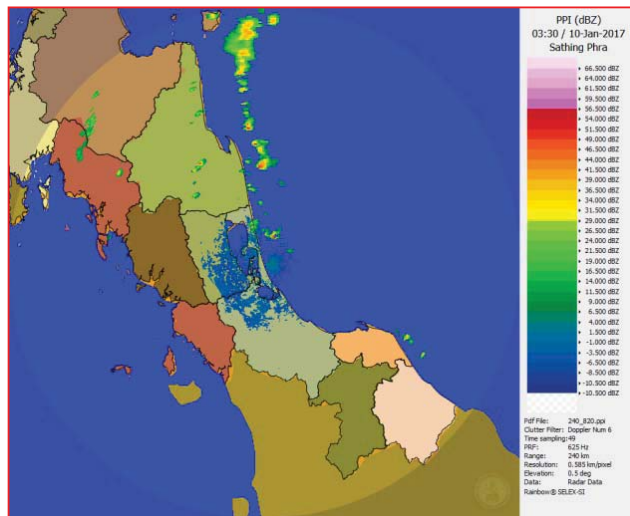 PPI (dBZ)
03:30 / 10-Jan-2017
Sathing Phra
66.500 dBZ
64.000 dBZ
61.500 dBZ
59.500 dBZ
56.500 dBZ
54.000 dBZ
51.500 dBZ
49.000 dBZ
46.500 dBZ
44.000 dBZ
41.500 dBZ
39.000 dBZ
36.500 dBZ
34.000 dBZ
31.500 dBZ
29.000 dBZ
26.500 dBZ
24.000 dBZ
21.500 dBZ
19.000 dBZ
16.500 dBZ
14.000 dBZ
11.500 dBZ
9.000 dBZ
6.500 dBZ
4.000 dBZ
1.500 dBZ
-1.000 dBZ
-3.500 dBZ
-6.500 dBZ
-8.500 dBZ
-10.500 dBZ
-10.500 dBZ
Pdf File: 240_820.ppi
Clutter Filter: Doppler Num 6
Time sampling: 49
PRF: 625 Hz
Range: 240 km
Resolution: 0.585 km/pixel
Elevation: 0.5 deg
Data: Radar Data
Rainbow® SELEX-SI